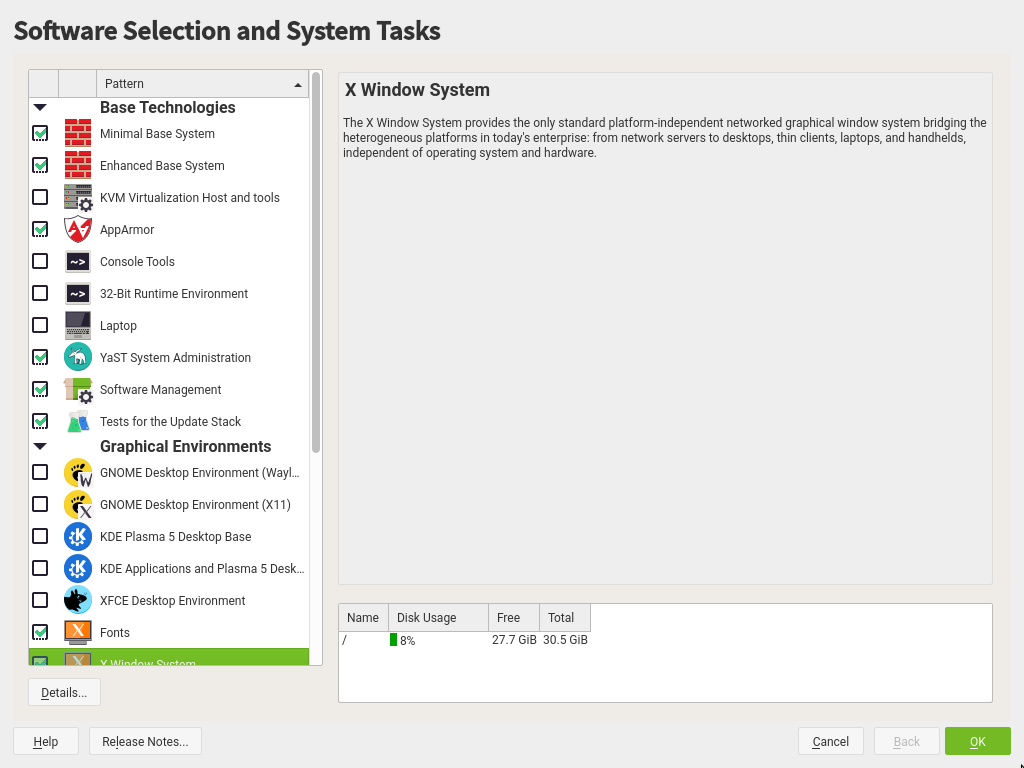 Software Selection and System Tasks
Pattern
Base Technologies
Minimal Base System
Enhanced Base System
KVM Virtualization Host and tools
AppArmor
~> Console Tools
~> 32-Bit Runtime Environment
Laptop
YaST System Administration
Software Management
Tests for the Update Stack
Graphical Environments
W GNOME Desktop Environment (Wayl...
X GNOME Desktop Environment (X11)
K KDE Plasma 5 Desktop Base
K KDE Applications and Plasma 5 Desk...
XFCE Desktop Environment
X Fonts
X X Window System
Details...
X Window System
The X Window System provides the only standard platform-independent networked graphical window system bridging the
heterogeneous platforms in today's enterprise: from network servers to desktops, thin clients, laptops, and handhelds,
independent of operating system and hardware.
Name Disk Usage Free Total
/ 8% 27.7 GiB 30.5 GiB
Help Release Notes... Cancel Back OK